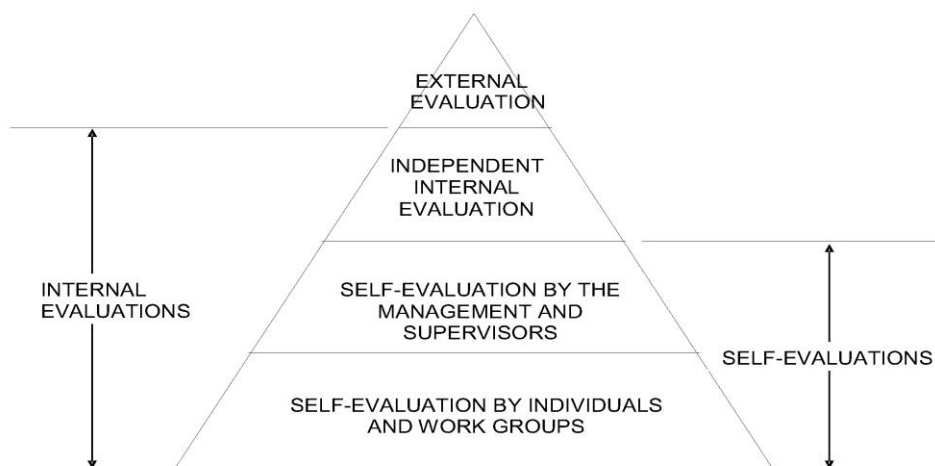 EXTERNAL
EVALUATION
INDEPENDENT
INTERNAL
EVALUATION
INTERNAL
EVALUATIONS
SELF-EVALUATION BY THE
MANAGEMENT AND
SUPERVISORS
SELF-EVALUATIONS
SELF-EVALUATION BY INDIVIDUALS
AND WORK GROUPS